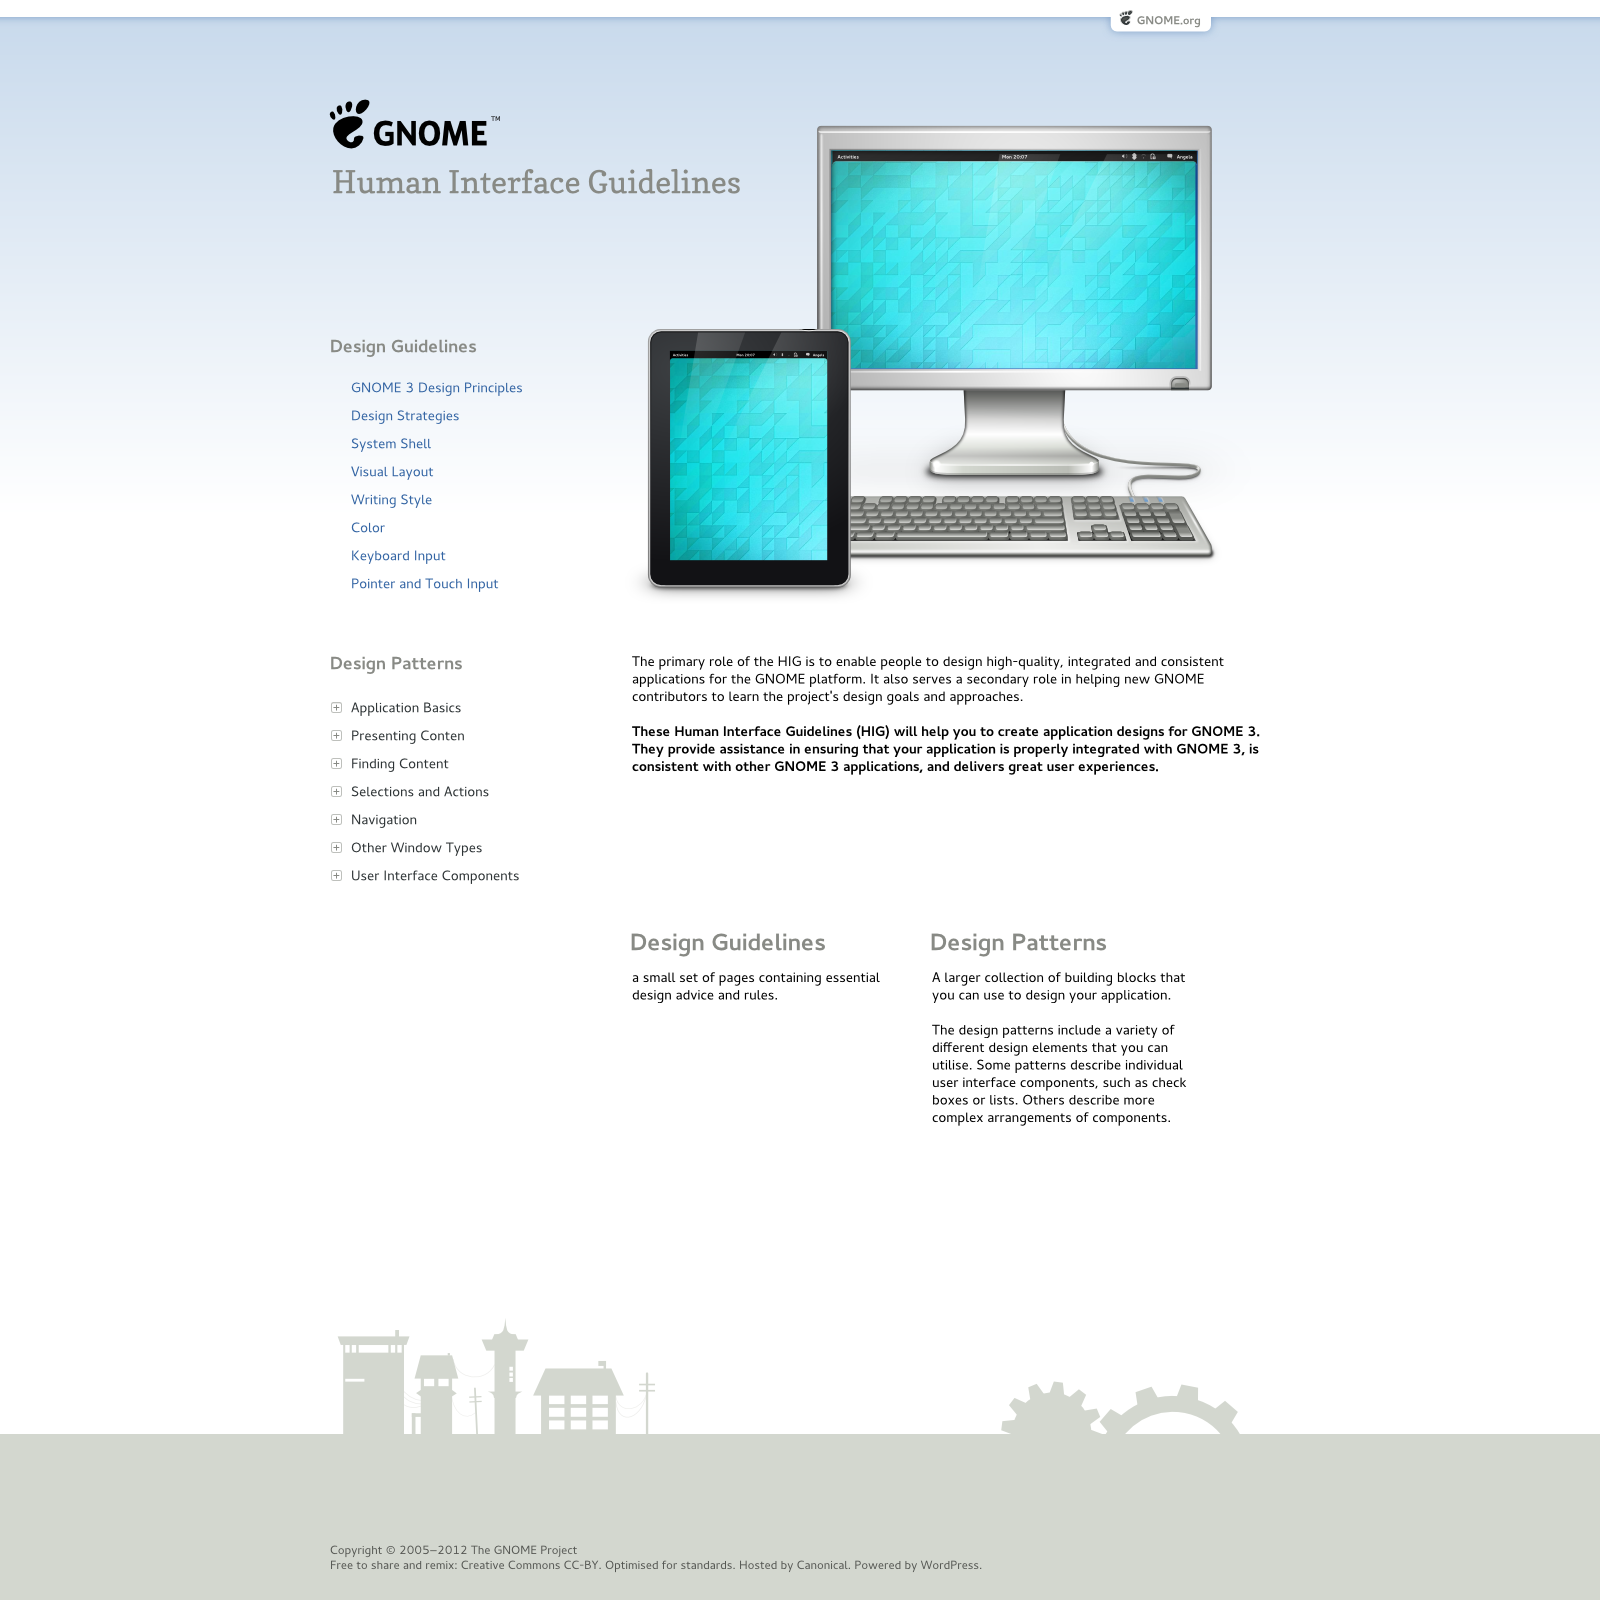 GNOME.org
GNOME™
Human Interface Guidelines
Activities
Mon 20:07
Angela
Activities
Mon 20:07
Angela
Design Guidelines
GNOME 3 Design Principles
Design Strategies
System Shell
Visual Layout
Writing Style
Color
Keyboard Input
Pointer and Touch Input
Design Patterns
Application Basics
Presenting Conten
Finding Content
Selections and Actions
Navigation
Other Window Types
User Interface Components
The primary role of the HIG is to enable people to design high-quality, integrated and consistent
applications for the GNOME platform. It also serves a secondary role in helping new GNOME
contributors to learn the project's design goals and approaches.
These Human Interface Guidelines (HIG) will help you to create application designs for GNOME 3.
They provide assistance in ensuring that your application is properly integrated with GNOME 3, is
consistent with other GNOME 3 applications, and delivers great user experiences.
Design Guidelines
a small set of pages containing essential
design advice and rules.
Design Patterns
A larger collection of building blocks that
you can use to design your application.
The design patterns include a variety of
different design elements that you can
utilise. Some patterns describe individual
user interface components, such as check
boxes or lists. Others describe more
complex arrangements of components.
Copyright © 2005–2012 The GNOME Project
Free to share and remix: Creative Commons CC-BY. Optimised for standards. Hosted by Canonical. Powered by WordPress.